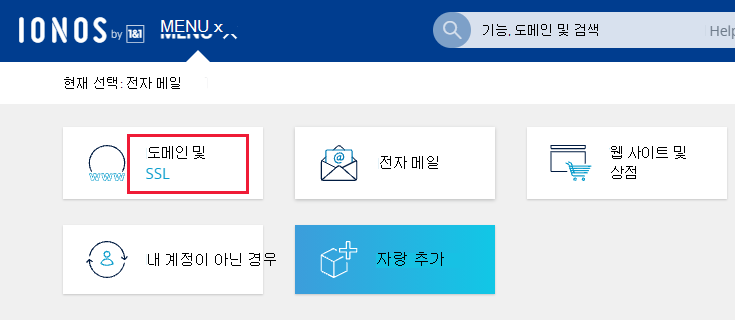 IONOS by 1&1
MENU x
기능, 도메인 및 검색
Help
현재 선택: 전자 메일
도메인 및
SSL
www
@
전자 메일
웹 사이트 및
상점
내 계정이 아닌 경우
자랑 추가